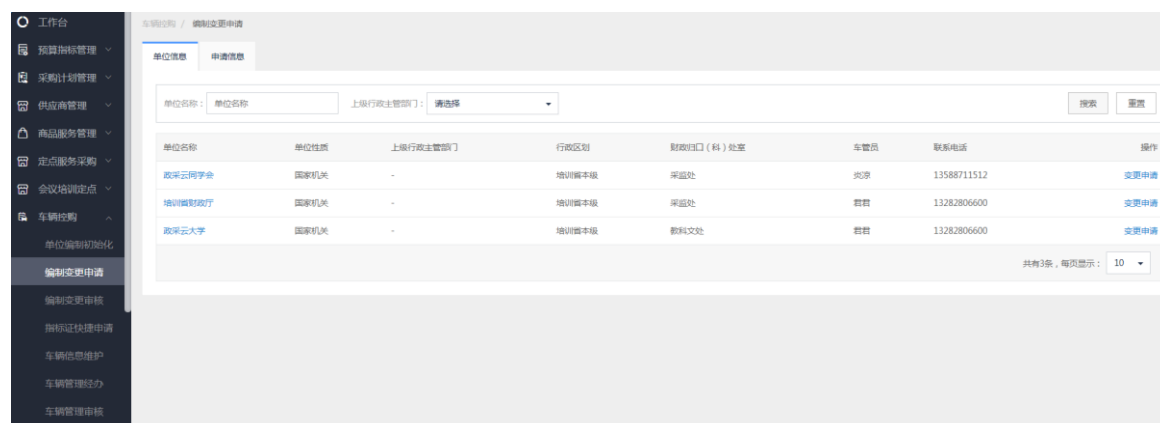 工作台
预算指标管理
采购计划管理
供应商管理
商品服务管理
定点服务采购
会议培训定点
车辆控购
单位编制初始化
编制变更申请
编制变更审核
指标证快捷申请
车辆信息维护
车辆管理经办
车辆管理审核
车辆控购 / 编制变更申请
单位信息 申请信息
单位名称： 单位名称 上级行政主管部门： 请选择 搜索 重置
单位名称 单位性质 上级行政主管部门 行政区划 财政归口（科）处室 车管员 联系电话 操作
政采云同学会 国家机关 - 培训省本级 采监处 炎凉 13588711512 变更申请
培训省财政厅 国家机关 - 培训省本级 采监处 君君 13282806600 变更申请
政采云大学 国家机关 - 培训省本级 教科文处 君君 13282806600 变更申请
共有3条，每页显示： 10